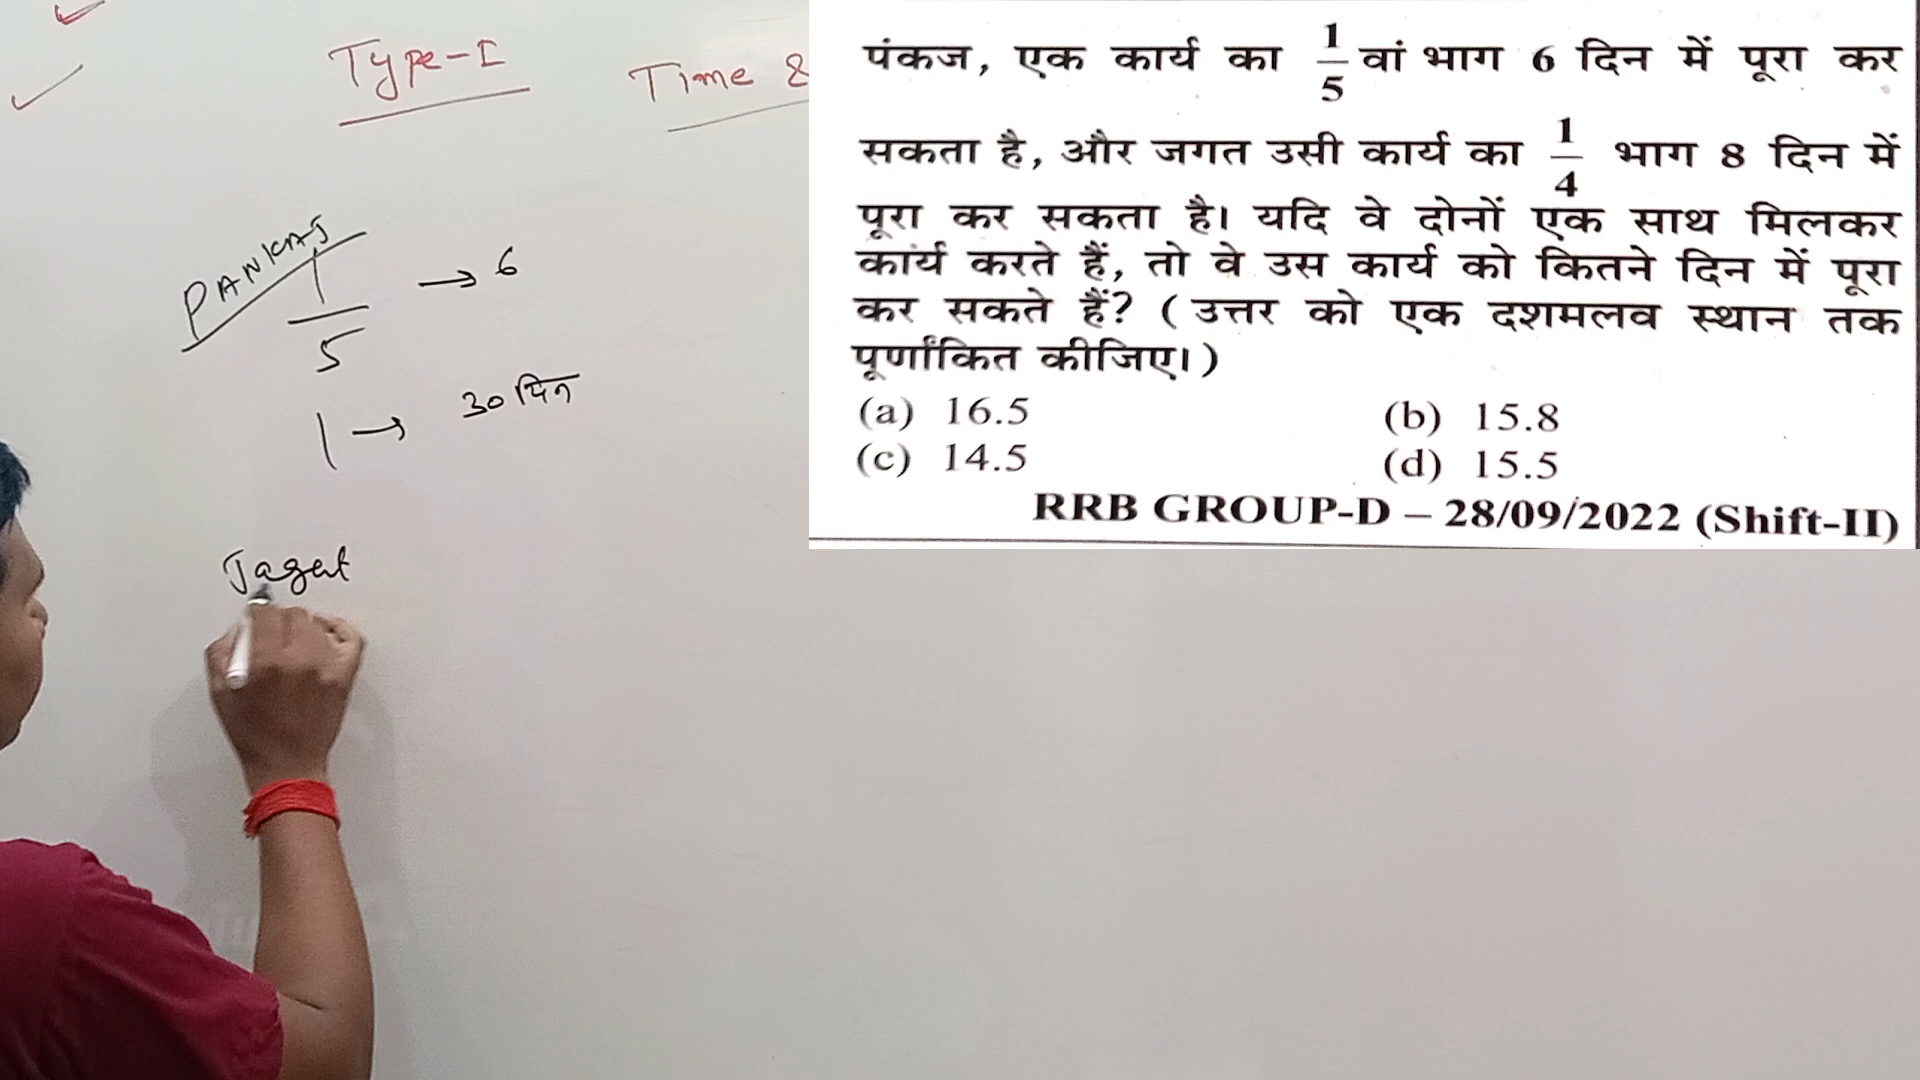 Type-I
Time &
PANKAJ
1/5 → 6
1 → 30 दिन
Jagat
पंकज, एक कार्य का 1/5 वां भाग 6 दिन में पूरा कर
सकता है, और जगत उसी कार्य का 1/4 भाग 8 दिन में
पूरा कर सकता है। यदि वे दोनों एक साथ मिलकर
कार्य करते हैं, तो वे उस कार्य को कितने दिन में पूरा
कर सकते हैं? (उत्तर को एक दशमलव स्थान तक
पूर्णांकित कीजिए।)
(a) 16.5 (b) 15.8
(c) 14.5 (d) 15.5
RRB GROUP-D – 28/09/2022 (Shift-II)